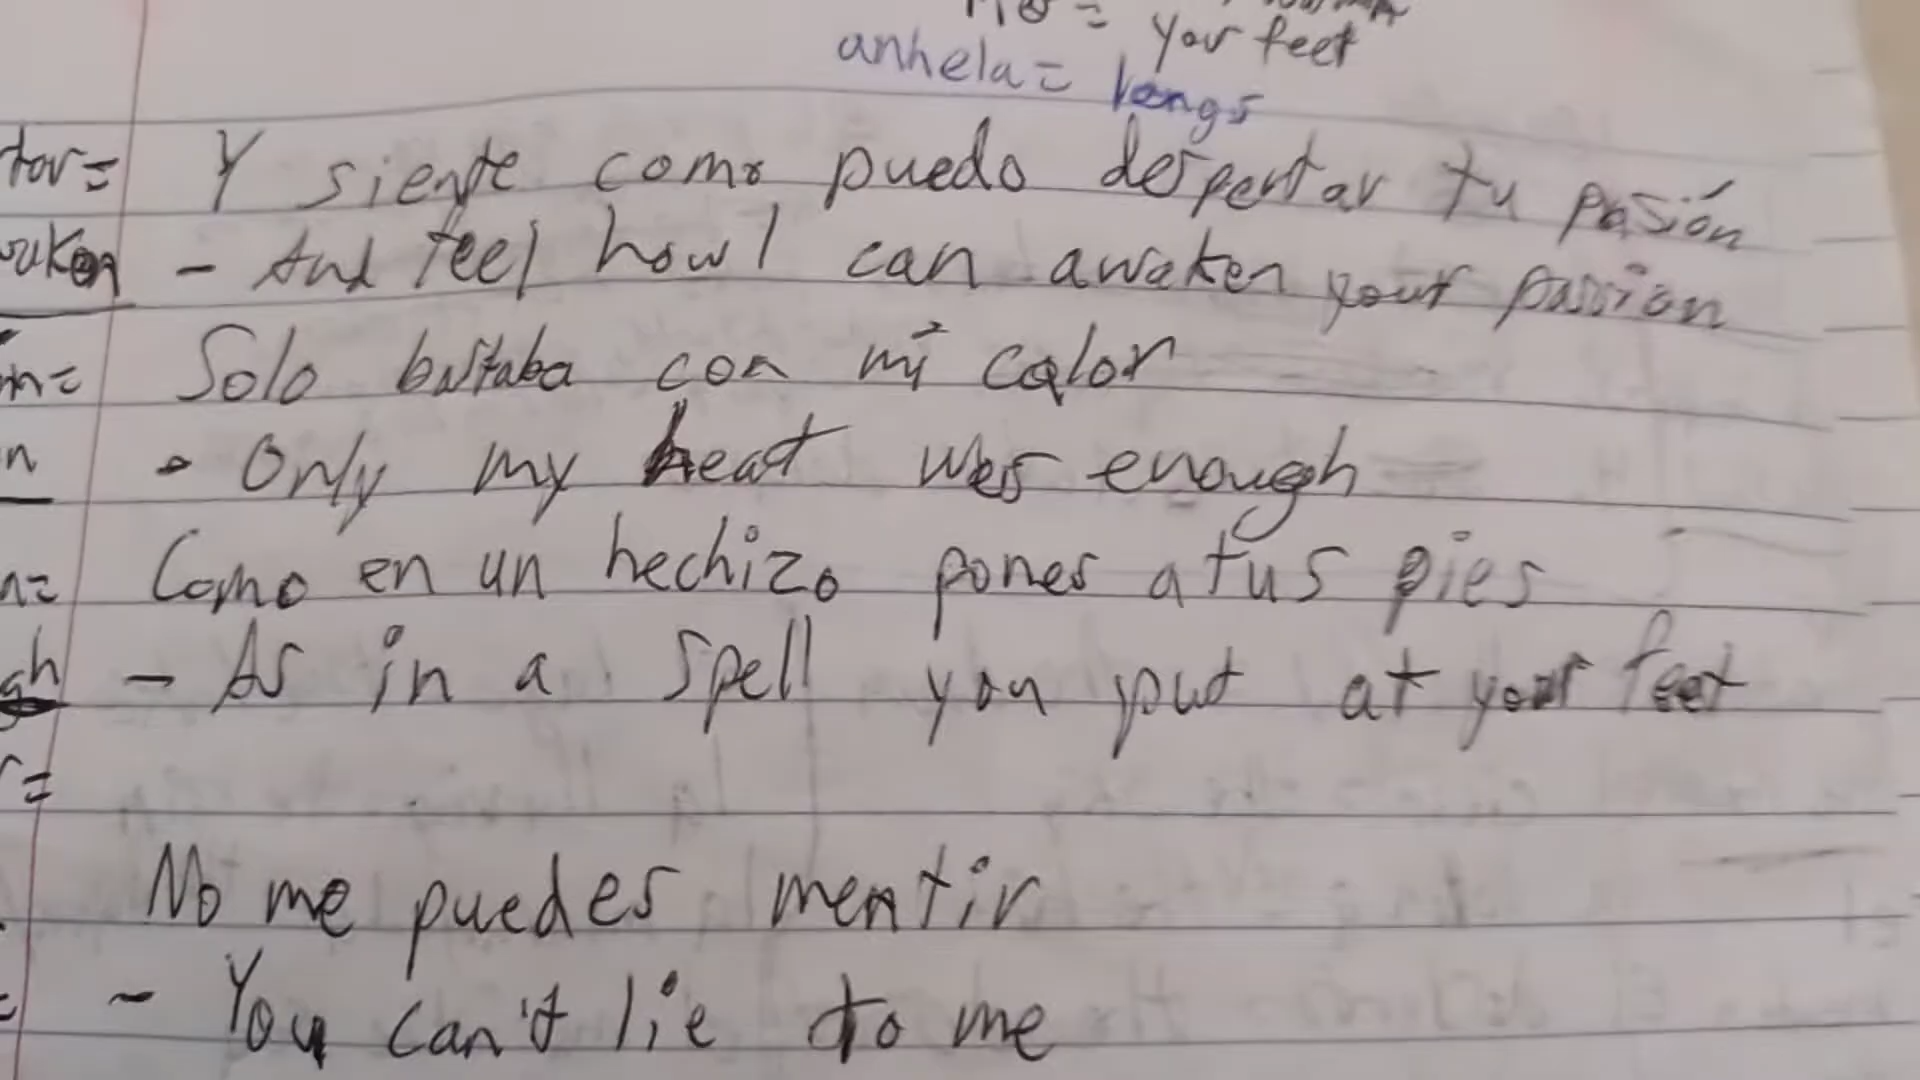 your feet
anhela = longs
Y siente como puedo despertar tu pasión
- And feel how I can awaken your passion
Solo bastaba con mi calor
- Only my heat was enough
Como en un hechizo pones a tus pies
- As in a spell you put at your feet
No me puedes mentir
- You can't lie to me